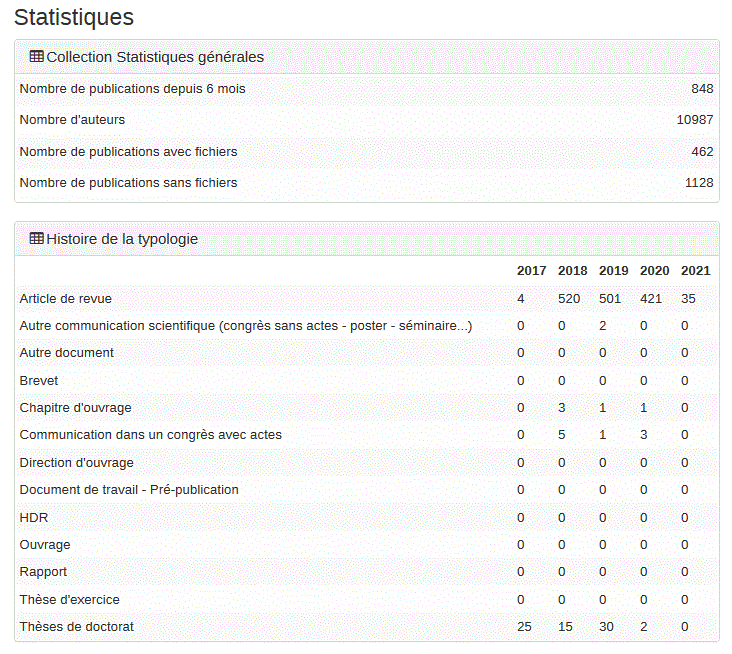 Statistiques
Collection Statistiques générales
Nombre de publications depuis 6 mois 848
Nombre d'auteurs 10987
Nombre de publications avec fichiers 462
Nombre de publications sans fichiers 1128
Histoire de la typologie
2017 2018 2019 2020 2021
Article de revue 4 520 501 421 35
Autre communication scientifique (congrès sans actes - poster - séminaire...) 0 0 2 0 0
Autre document 0 0 0 0 0
Brevet 0 0 0 0 0
Chapitre d'ouvrage 0 3 1 1 0
Communication dans un congrès avec actes 0 5 1 3 0
Direction d'ouvrage 0 0 0 0 0
Document de travail - Pré-publication 0 0 0 0 0
HDR 0 0 0 0 0
Ouvrage 0 0 0 0 0
Rapport 0 0 0 0 0
Thèse d'exercice 0 0 0 0 0
Thèses de doctorat 25 15 30 2 0